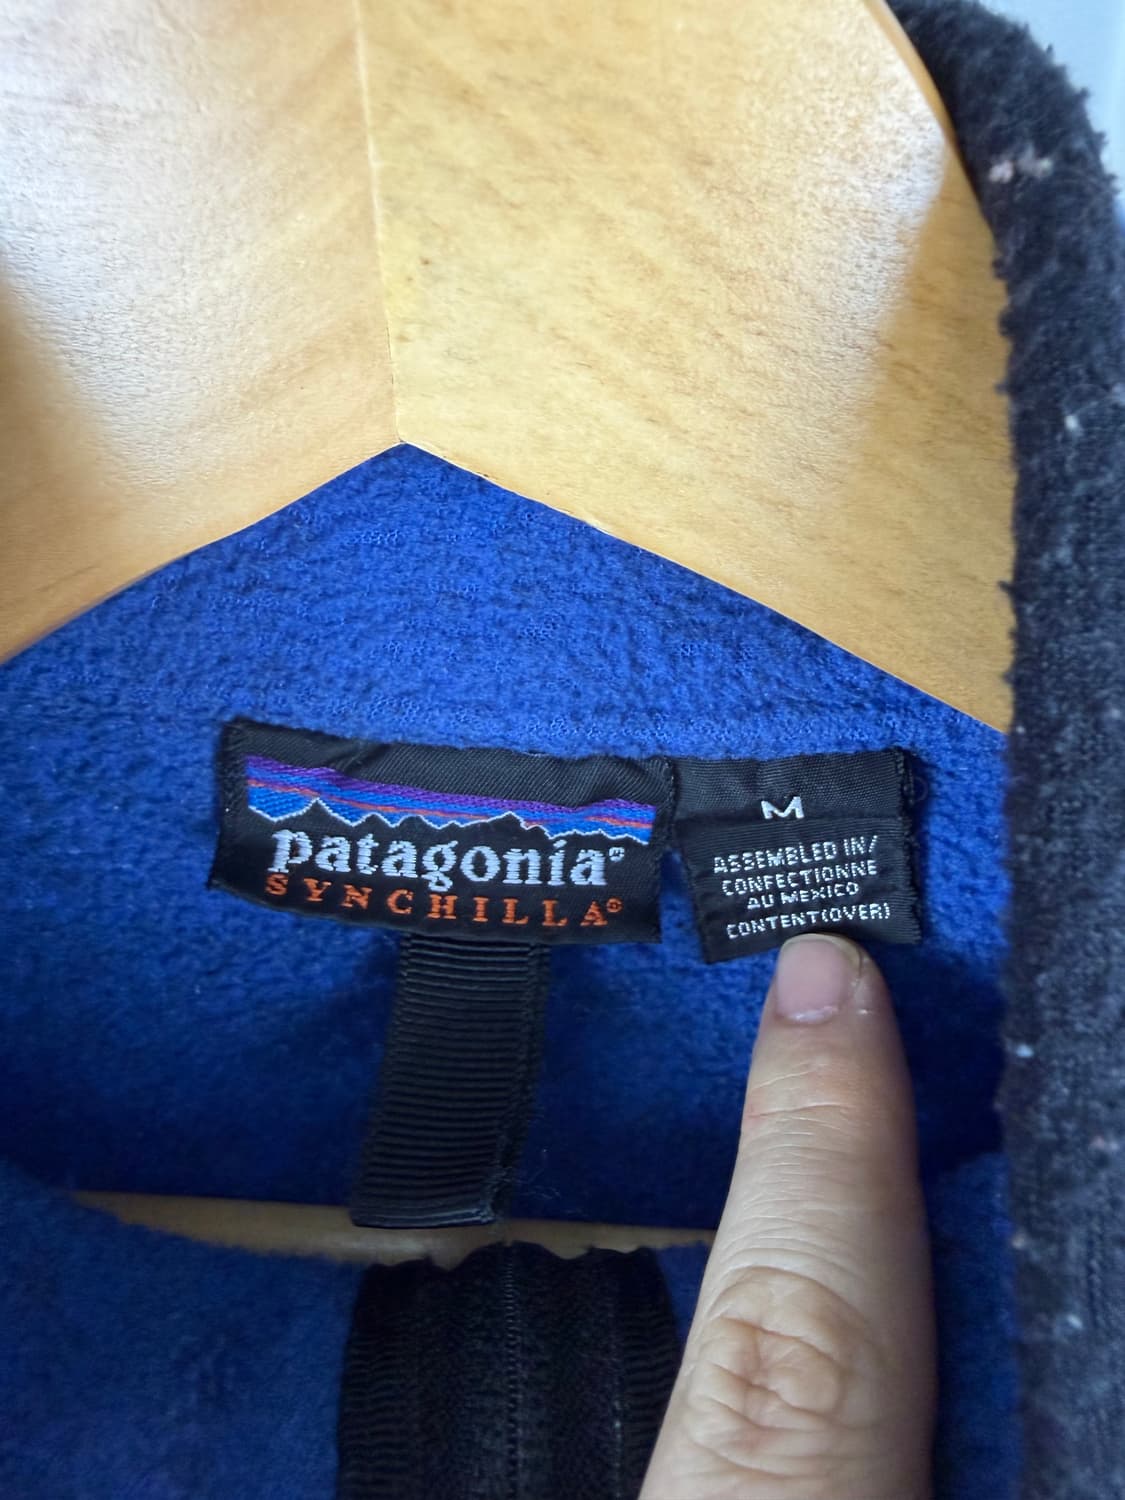 patagonia®
SYNCHILLA®
M
ASSEMBLED IN/
CONFECTIONNE
AU MEXICO
CONTENT(OVER)